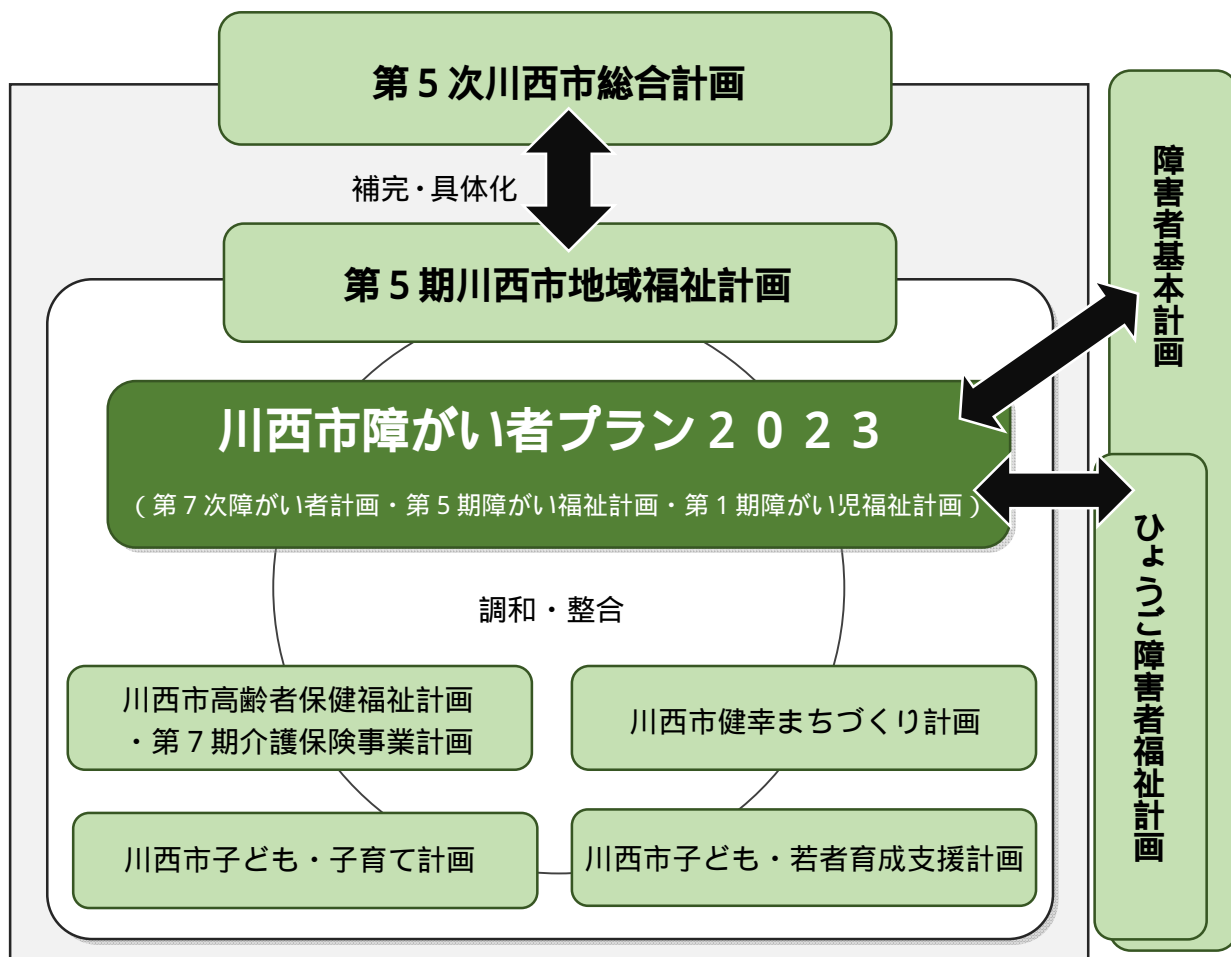 第5次川西市総合計画
補完・具体化
第5期川西市地域福祉計画
川西市障がい者プラン2023
(第7次障がい者計画・第5期障がい福祉計画・第1期障がい児福祉計画)
調和・整合
川西市高齢者保健福祉計画
・第7期介護保険事業計画
川西市健幸まちづくり計画
川西市子ども・子育て計画
川西市子ども・若者育成支援計画
障害者基本計画
ひょうご障害者福祉計画